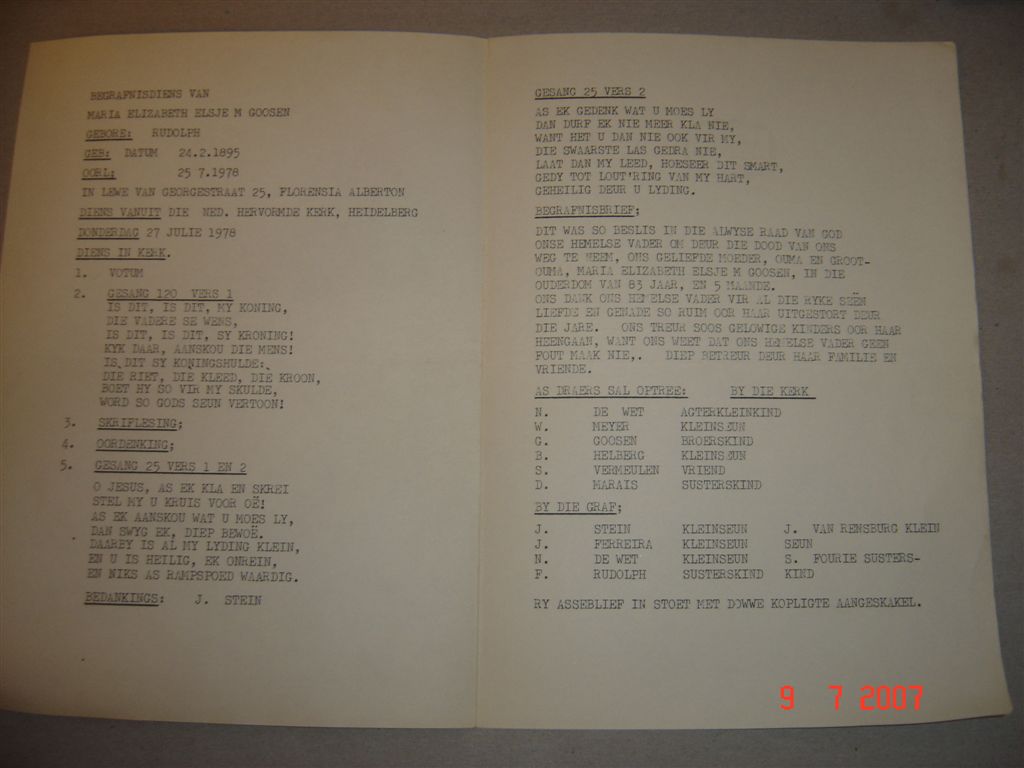 BEGRAFNISDIENS VAN
MARIA ELIZABETH ELSJE M GOOSEN
GEBORE: RUDOLPH
GEB: DATUM 24.2.1895
OORL: 25 7.1978
IN LEWE VAN GEORGESTRAAT 25, FLORENSIA ALBERTON
DIENS VANUIT DIE NED. HERVORMDE KERK, HEIDELBERG
DONDERDAG 27 JULIE 1978
DIENS IN KERK.
1. VOTUM
2. GESANG 120 VERS 1
IS DIT, IS DIT, MY KONING,
DIE VADERE SE WENS,
IS DIT, IS DIT, SY KRONING!
KYK DAAR, AANSKOU DIE MENS!
IS DIT SY KONINGSHULDE:
DIE RIET, DIE KLEED, DIE KROON,
BOET HY SO VIR MY SKULDE,
WORD SO GODS SEUN VERTOON!
3. SKRIFLESING;
4. OORDENKING;
5. GESANG 25 VERS 1 EN 2
O JESUS, AS EK KLA EN SKREI
STEL MY U KRUIS VOOR OË!
AS EK AANSKOU WAT U MOES LY,
DAN SWYG EK, DIEP BEWOË.
DAARBY IS AL MY LYDING KLEIN,
EN U IS HEILIG, EK ONREIN,
EN NIKS AS RAMPSPOED WAARDIG.
BEDANKINGS: J. STEIN
GESANG 25 VERS 2
AS EK GEDENK WAT U MOES LY
DAN DURF EK NIE MEER KLA NIE,
WANT HET U DAN NIE OOK VIR MY,
DIE SWAARSTE LAS GEDRA NIE,
LAAT DAN MY LEED, HOESEER DIT SMART,
GEDY TOT LOUT'RING VAN MY HART,
GEHEILIG DEUR U LYDING.
BEGRAFNISBRIEF;
DIT WAS SO BESLIS IN DIE ALWYSE RAAD VAN GOD
ONSE HEMELSE VADER OM DEUR DIE DOOD VAN ONS
WEG TE NEEM, ONS GELIEFDE MOEDER, OUMA EN GROOT-
OUMA, MARIA ELIZABETH ELSJE M GOOSEN, IN DIE
OUDERDOM VAN 83 JAAR, EN 5 MAANDE.
ONS DANK ONS HEMELSE VADER VIR AL DIE RYKE SEËN
LIEFDE EN GENADE SO RUIM OOR HAAR UITGESTORT DEUR
DIE JARE. ONS TREUR SOOS GELOWIGE KINDERS OOR HAAR
HEENGAAN, WANT ONS WEET DAT ONS HEMELSE VADER GEEN
FOUT MAAK NIE,. DIEP BETREUR DEUR HAAR FAMILIE EN
VRIENDE.
AS DRAERS SAL OPTREE: BY DIE KERK
N. DE WET AGTERKLEINKIND
W. MEYER KLEINSEUN
G. GOOSEN BROERSKIND
B. HELBERG KLEINSEUN
S. VERMEULEN VRIEND
D. MARAIS SUSTERSKIND
BY DIE GRAF;
J. STEIN KLEINSEUN J. VAN RENSBURG KLEIN
J. FERREIRA KLEINSEUN SEUN
N. DE WET KLEINSEUN S. FOURIE SUSTERS-
F. RUDOLPH SUSTERSKIND KIND
RY ASSEBLIEF IN STOET MET DOWWE KOPLIGTE AANGESKAKEL.
9 7 2007